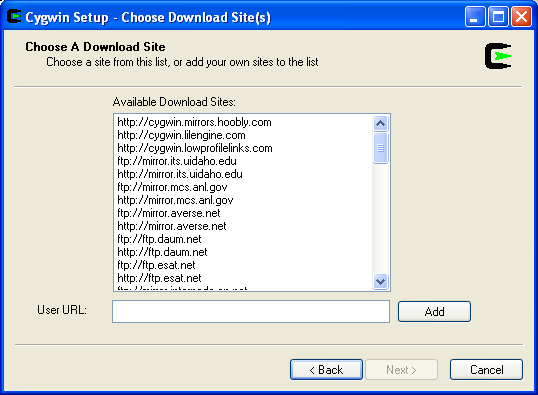 Cygwin Setup - Choose Download Site(s)
Choose A Download Site
Choose a site from this list, or add your own sites to the list
Available Download Sites:
http://cygwin.mirrors.hoobly.com
http://cygwin.lilengine.com
http://cygwin.lowprofilelinks.com
ftp://mirror.its.uidaho.edu
http://mirror.its.uidaho.edu
ftp://mirror.mcs.anl.gov
http://mirror.mcs.anl.gov
ftp://mirror.averse.net
http://mirror.averse.net
ftp://ftp.daum.net
http://ftp.daum.net
ftp://ftp.esat.net
http://ftp.esat.net
User URL:
Add
< Back
Next >
Cancel